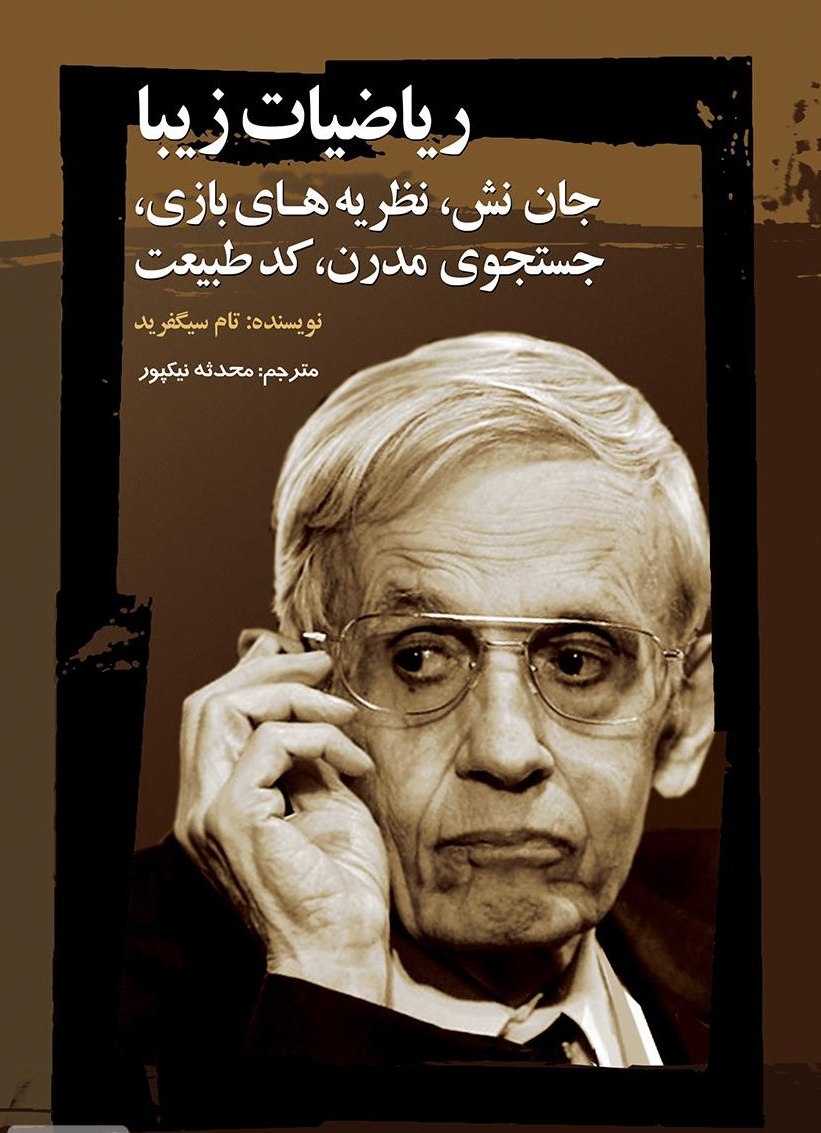 ریاضیات زیبا
جان نش، نظریه های بازی،
جستجوی مدرن، کد طبیعت
نویسنده: تام سیگفرید
مترجم: محدثه نیکپور